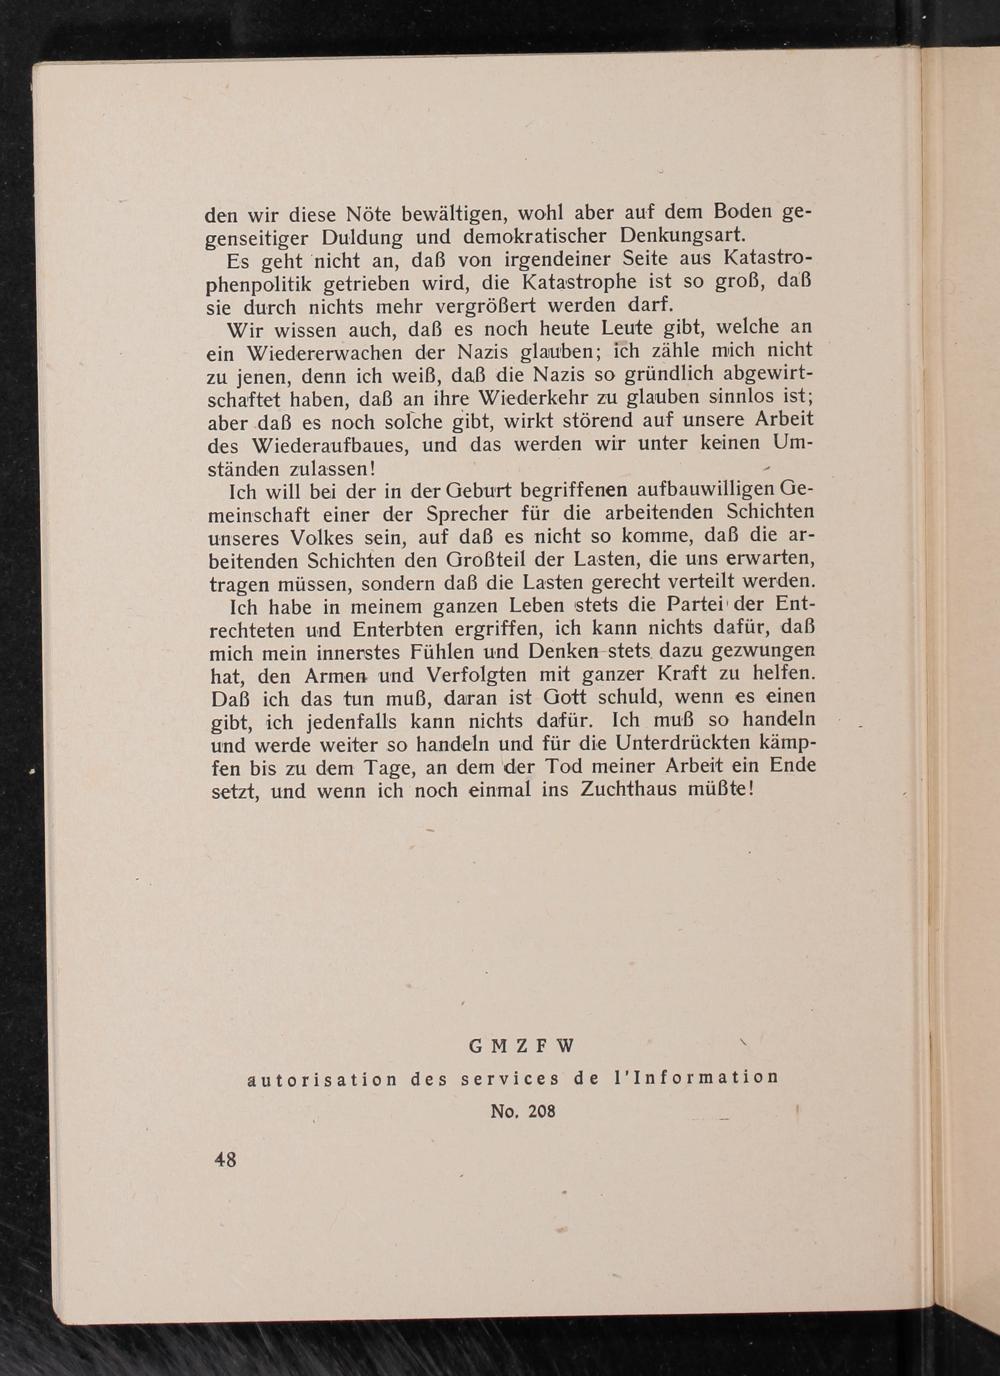 den wir diese Nöte bewältigen, wohl aber auf dem Boden ge-
genseitiger Duldung und demokratischer Denkungsart.
Es geht nicht an, daß von irgendeiner Seite aus Katastro-
phenpolitik getrieben wird, die Katastrophe ist so groß, daß
sie durch nichts mehr vergrößert werden darf.
Wir wissen auch, daß es noch heute Leute gibt, welche an
ein Wiedererwachen der Nazis glauben; ich zähle mich nicht
zu jenen, denn ich weiß, daß die Nazis so gründlich abgewirt-
schaftet haben, daß an ihre Wiederkehr zu glauben sinnlos ist;
aber daß es noch solche gibt, wirkt störend auf unsere Arbeit
des Wiederaufbaues, und das werden wir unter keinen Um-
ständen zulassen!
Ich will bei der in der Geburt begriffenen aufbauwilligen Ge-
meinschaft einer der Sprecher für die arbeitenden Schichten
unseres Volkes sein, auf daß es nicht so komme, daß die ar-
beitenden Schichten den Großteil der Lasten, die uns erwarten,
tragen müssen, sondern daß die Lasten gerecht verteilt werden.
Ich habe in meinem ganzen Leben stets die Partei der Ent-
rechteten und Enterbten ergriffen, ich kann nichts dafür, daß
mich mein innerstes Fühlen und Denken stets dazu gezwungen
hat, den Armen und Verfolgten mit ganzer Kraft zu helfen.
Daß ich das tun muß, daran ist Gott schuld, wenn es einen
gibt, ich jedenfalls kann nichts dafür. Ich muß so handeln
und werde weiter so handeln und für die Unterdrückten kämp-
fen bis zu dem Tage, an dem der Tod meiner Arbeit ein Ende
setzt, und wenn ich noch einmal ins Zuchthaus müßte!
GMZFW
autorisation des services de l'Information
No. 208
48